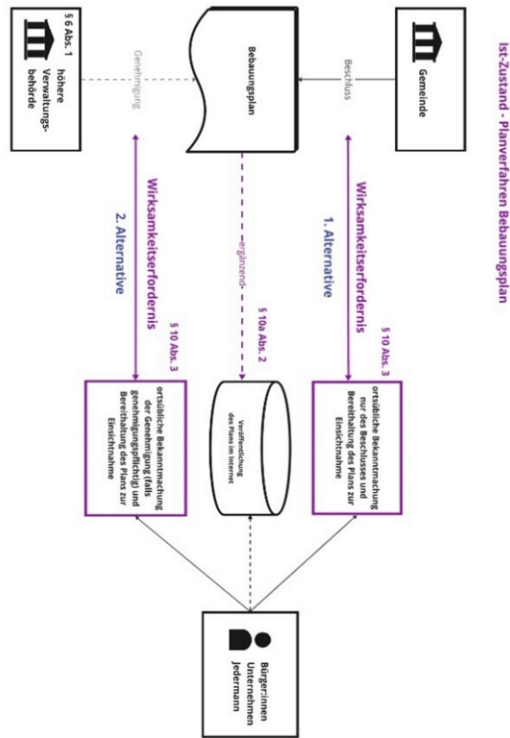 Ist-Zustand - Planverfahren Bebauungsplan
Gemeinde
Beschluss
Bebauungsplan
Genehmigung
§ 6 Abs. 1
höhere
Verwaltungs-
behörde
Wirksamkeitserfordernis
1. Alternative
§ 10 Abs. 3
ergänzend
§ 10a Abs. 2
Wirksamkeitserfordernis
2. Alternative
§ 10 Abs. 3
ortsübliche Bekanntmachung
nur des Beschlusses und
Bereithaltung des Plans zur
Einsichtnahme
Veröffentlichung
des Plans im Internet
ortsübliche Bekanntmachung
der Genehmigung (falls
genehmigungspflichtig) und
Bereithaltung des Plans zur
Einsichtnahme
Bürger:innen
Unternehmen
Jedermann